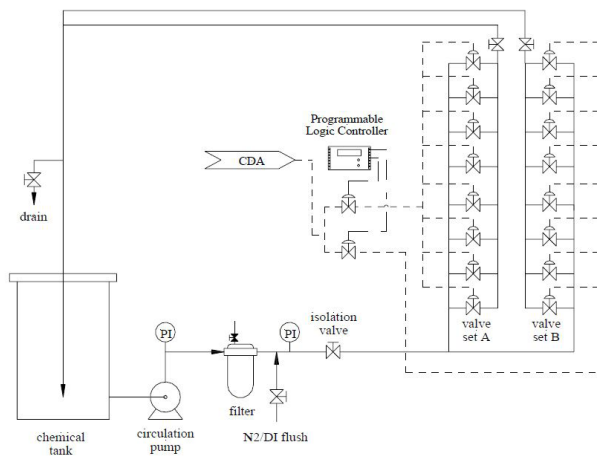 Programmable
Logic Controller
CDA
drain
PI
PI
isolation
valve
valve
set A
valve
set B
filter
chemical
tank
circulation
pump
N2/DI flush